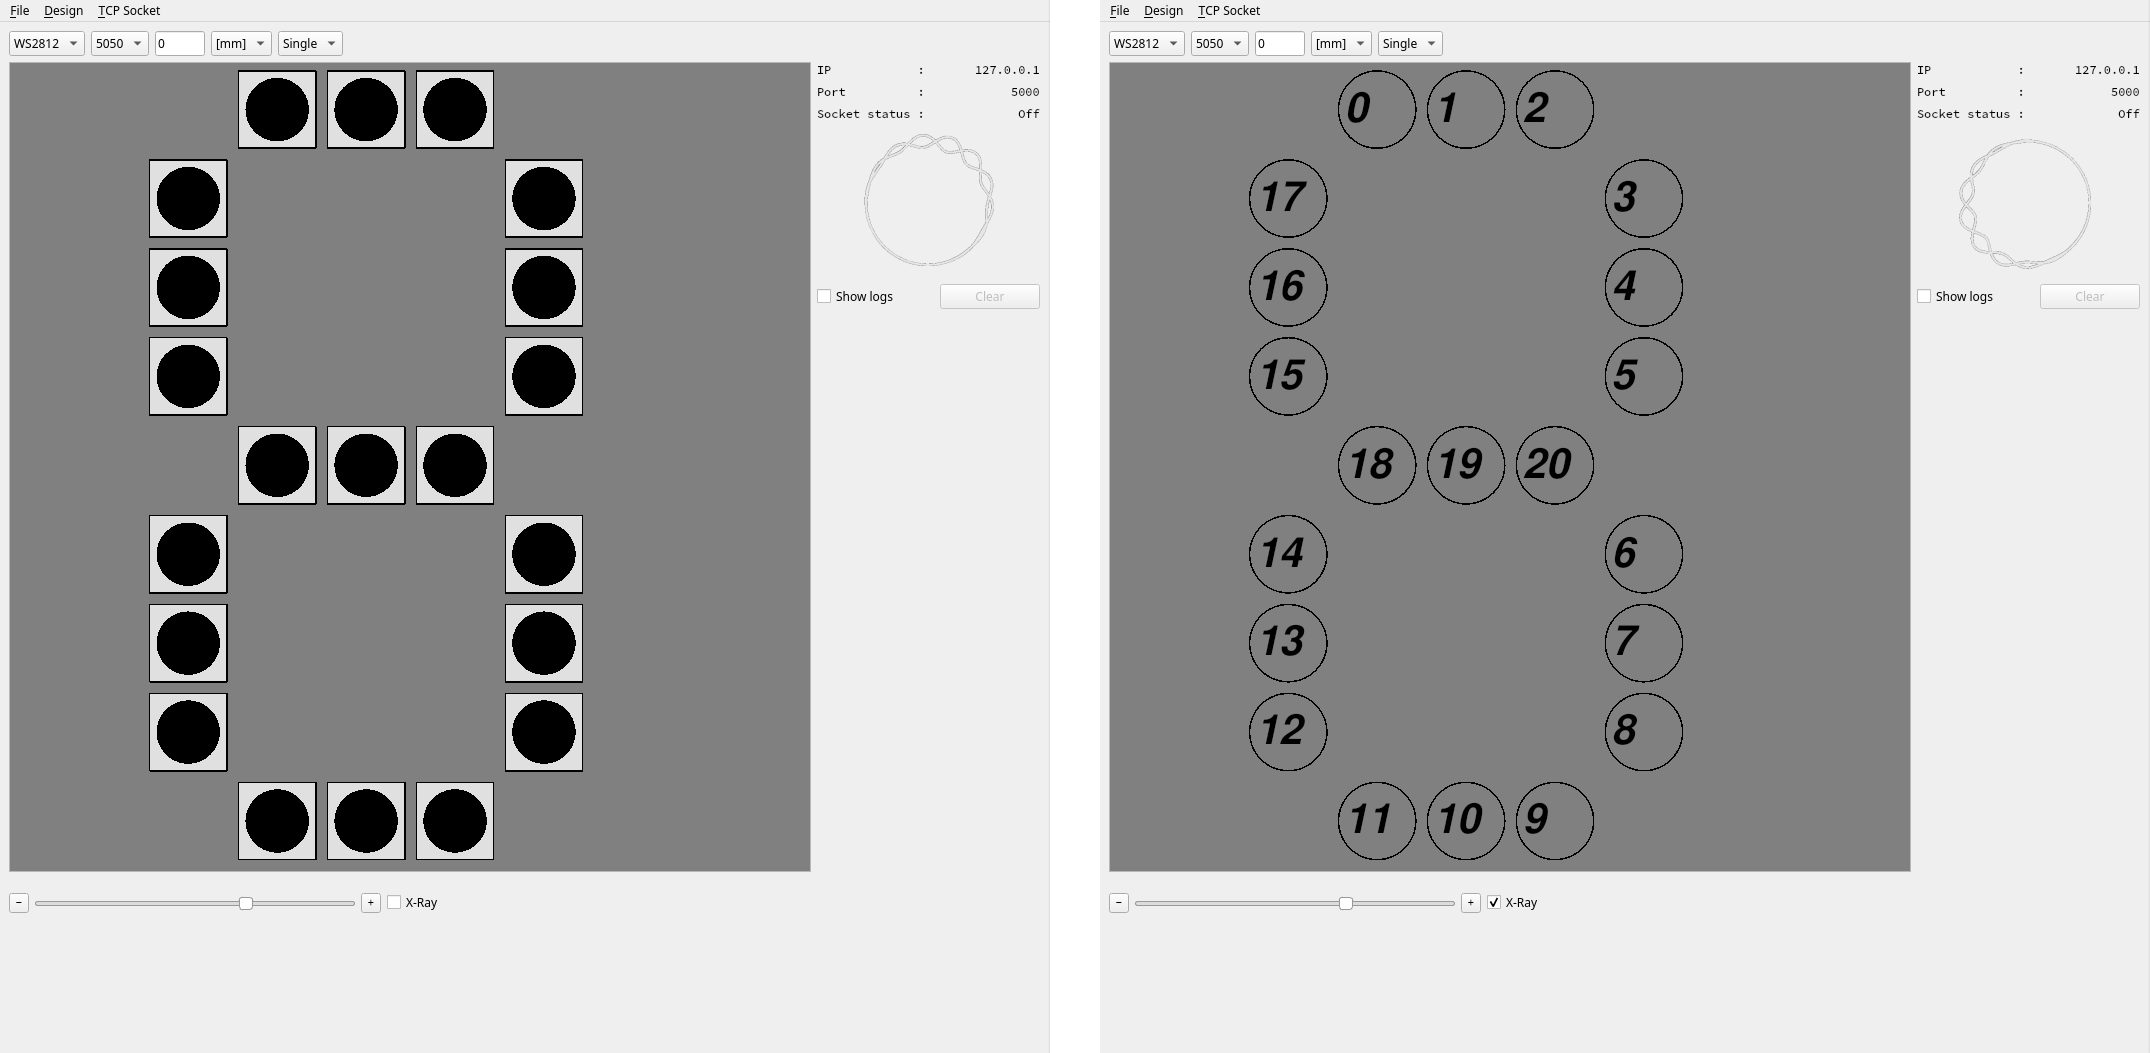 File Design TCP Socket
WS2812 5050 0 [mm] Single
IP : 127.0.0.1
Port : 5000
Socket status : Off
Show logs Clear
− + X-Ray
File Design TCP Socket
WS2812 5050 0 [mm] Single
0 1 2
17 3
16 4
15 5
18 19 20
14 6
13 7
12 8
11 10 9
IP : 127.0.0.1
Port : 5000
Socket status : Off
Show logs Clear
− + X-Ray